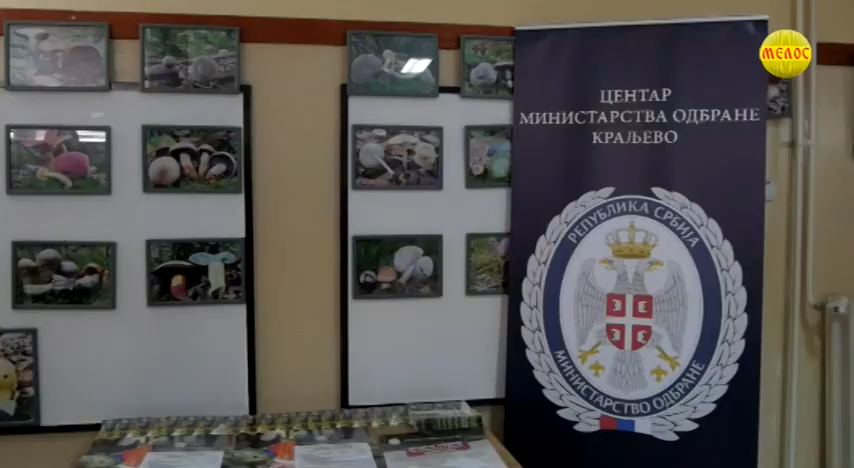 МЕЛОС
ЦЕНТАР
МИНИСТАРСТВА ОДБРАНЕ
КРАЉЕВО
РЕПУБЛИКА СРБИЈА
МИНИСТАРСТВО ОДБРАНЕ